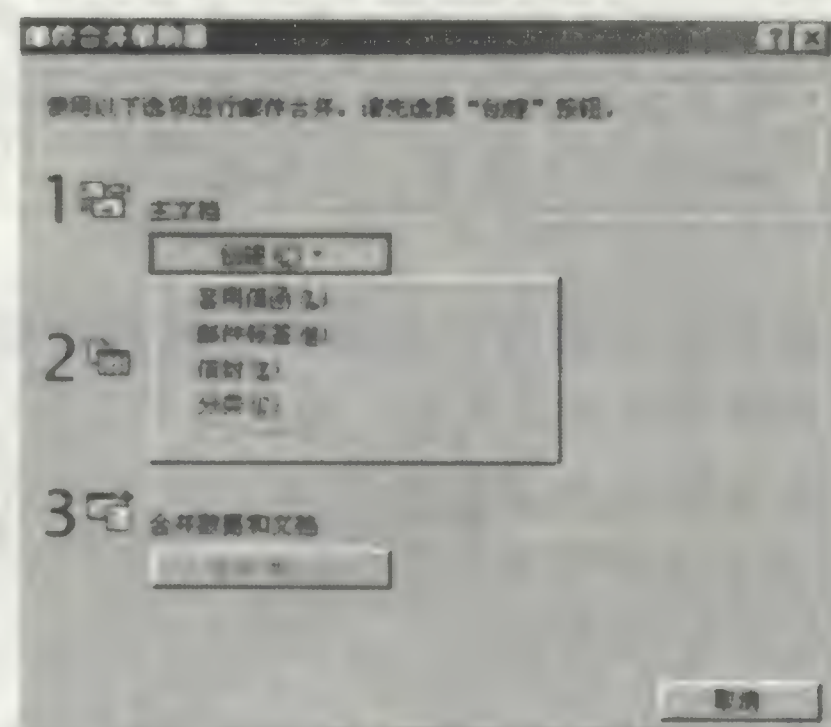 邮件合并帮助器
使用以下选项进行邮件合并。请先选择“创建”按钮。
1 主文档
创建(C)
套用信函(L)
邮件标签(M)
2
信封(E)
分类(C)
3 合并数据和文档
取消